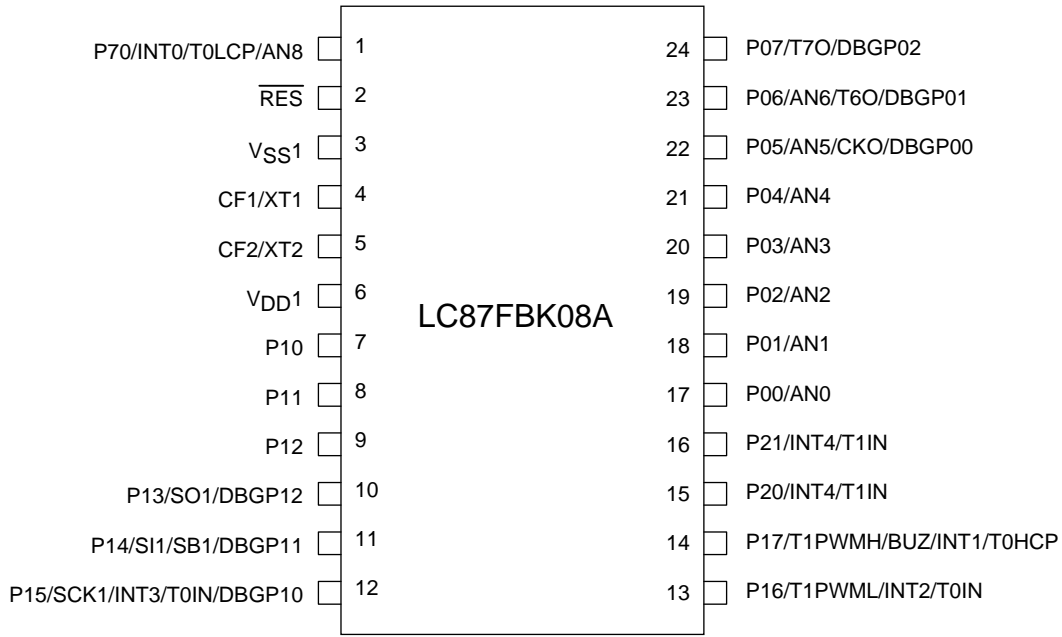 P70/INT0/T0LCP/AN8 1 24 P07/T7O/DBGP02
RES 2 23 P06/AN6/T6O/DBGP01
VSS1 3 22 P05/AN5/CKO/DBGP00
CF1/XT1 4 21 P04/AN4
CF2/XT2 5 20 P03/AN3
VDD1 6 19 P02/AN2
LC87FBK08A
P10 7 18 P01/AN1
P11 8 17 P00/AN0
P12 9 16 P21/INT4/T1IN
P13/SO1/DBGP12 10 15 P20/INT4/T1IN
P14/SI1/SB1/DBGP11 11 14 P17/T1PWMH/BUZ/INT1/T0HCP
P15/SCK1/INT3/T0IN/DBGP10 12 13 P16/T1PWML/INT2/T0IN